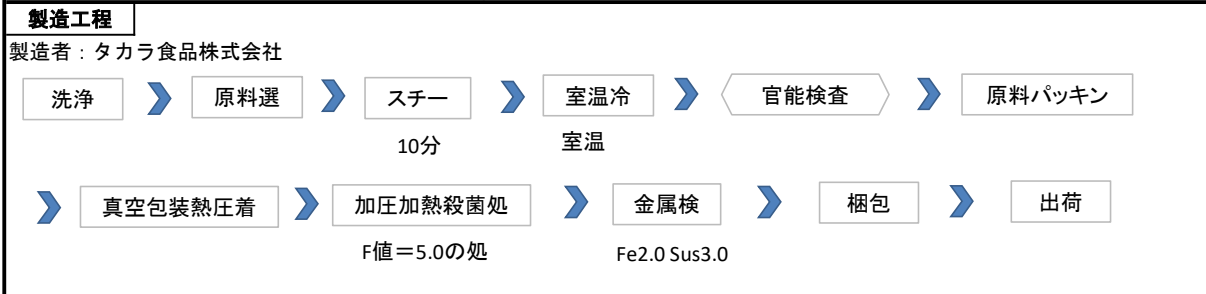 製造工程
製造者：タカラ食品株式会社
洗浄
原料選
スチー
室温冷
官能検査
原料パッキン
10分
室温
真空包装熱圧着
加圧加熱殺菌処
金属検
梱包
出荷
F値＝5.0の処
Fe2.0 Sus3.0